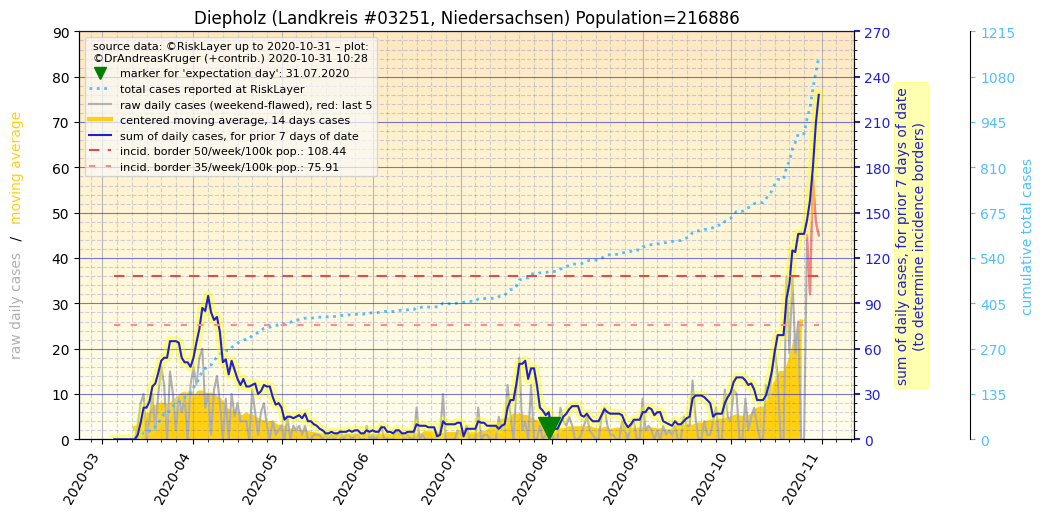 Diepholz (Landkreis #03251, Niedersachsen) Population=216886
source data: ©RiskLayer up to 2020-10-31 – plot:
©DrAndreasKruger (+contrib.) 2020-10-31 10:28
marker for 'expectation day': 31.07.2020
total cases reported at RiskLayer
raw daily cases (weekend-flawed), red: last 5
centered moving average, 14 days cases
sum of daily cases, for prior 7 days of date
incid. border 50/week/100k pop.: 108.44
incid. border 35/week/100k pop.: 75.91
raw daily cases / moving average
90
80
70
60
50
40
30
20
10
0
2020-03
2020-04
2020-05
2020-06
2020-07
2020-08
2020-09
2020-10
2020-11
270
240
210
180
150
120
90
60
30
0
sum of daily cases, for prior 7 days of date
(to determine incidence borders)
1215
1080
945
810
675
540
405
270
135
0
cumulative total cases